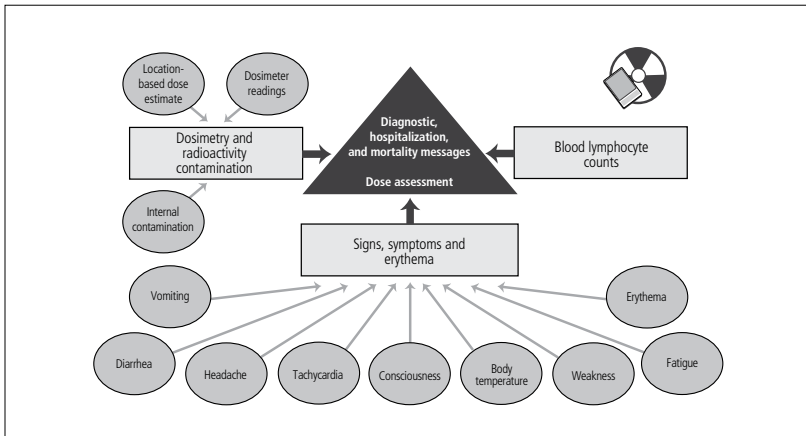 Location-
based dose
estimate
Dosimeter
readings
Dosimetry and
radioactivity
contamination
Internal
contamination
Diagnostic,
hospitalization,
and mortality messages
Dose assessment
Blood lymphocyte
counts
Signs, symptoms and
erythema
Vomiting
Erythema
Diarrhea
Headache
Tachycardia
Consciousness
Body
temperature
Weakness
Fatigue